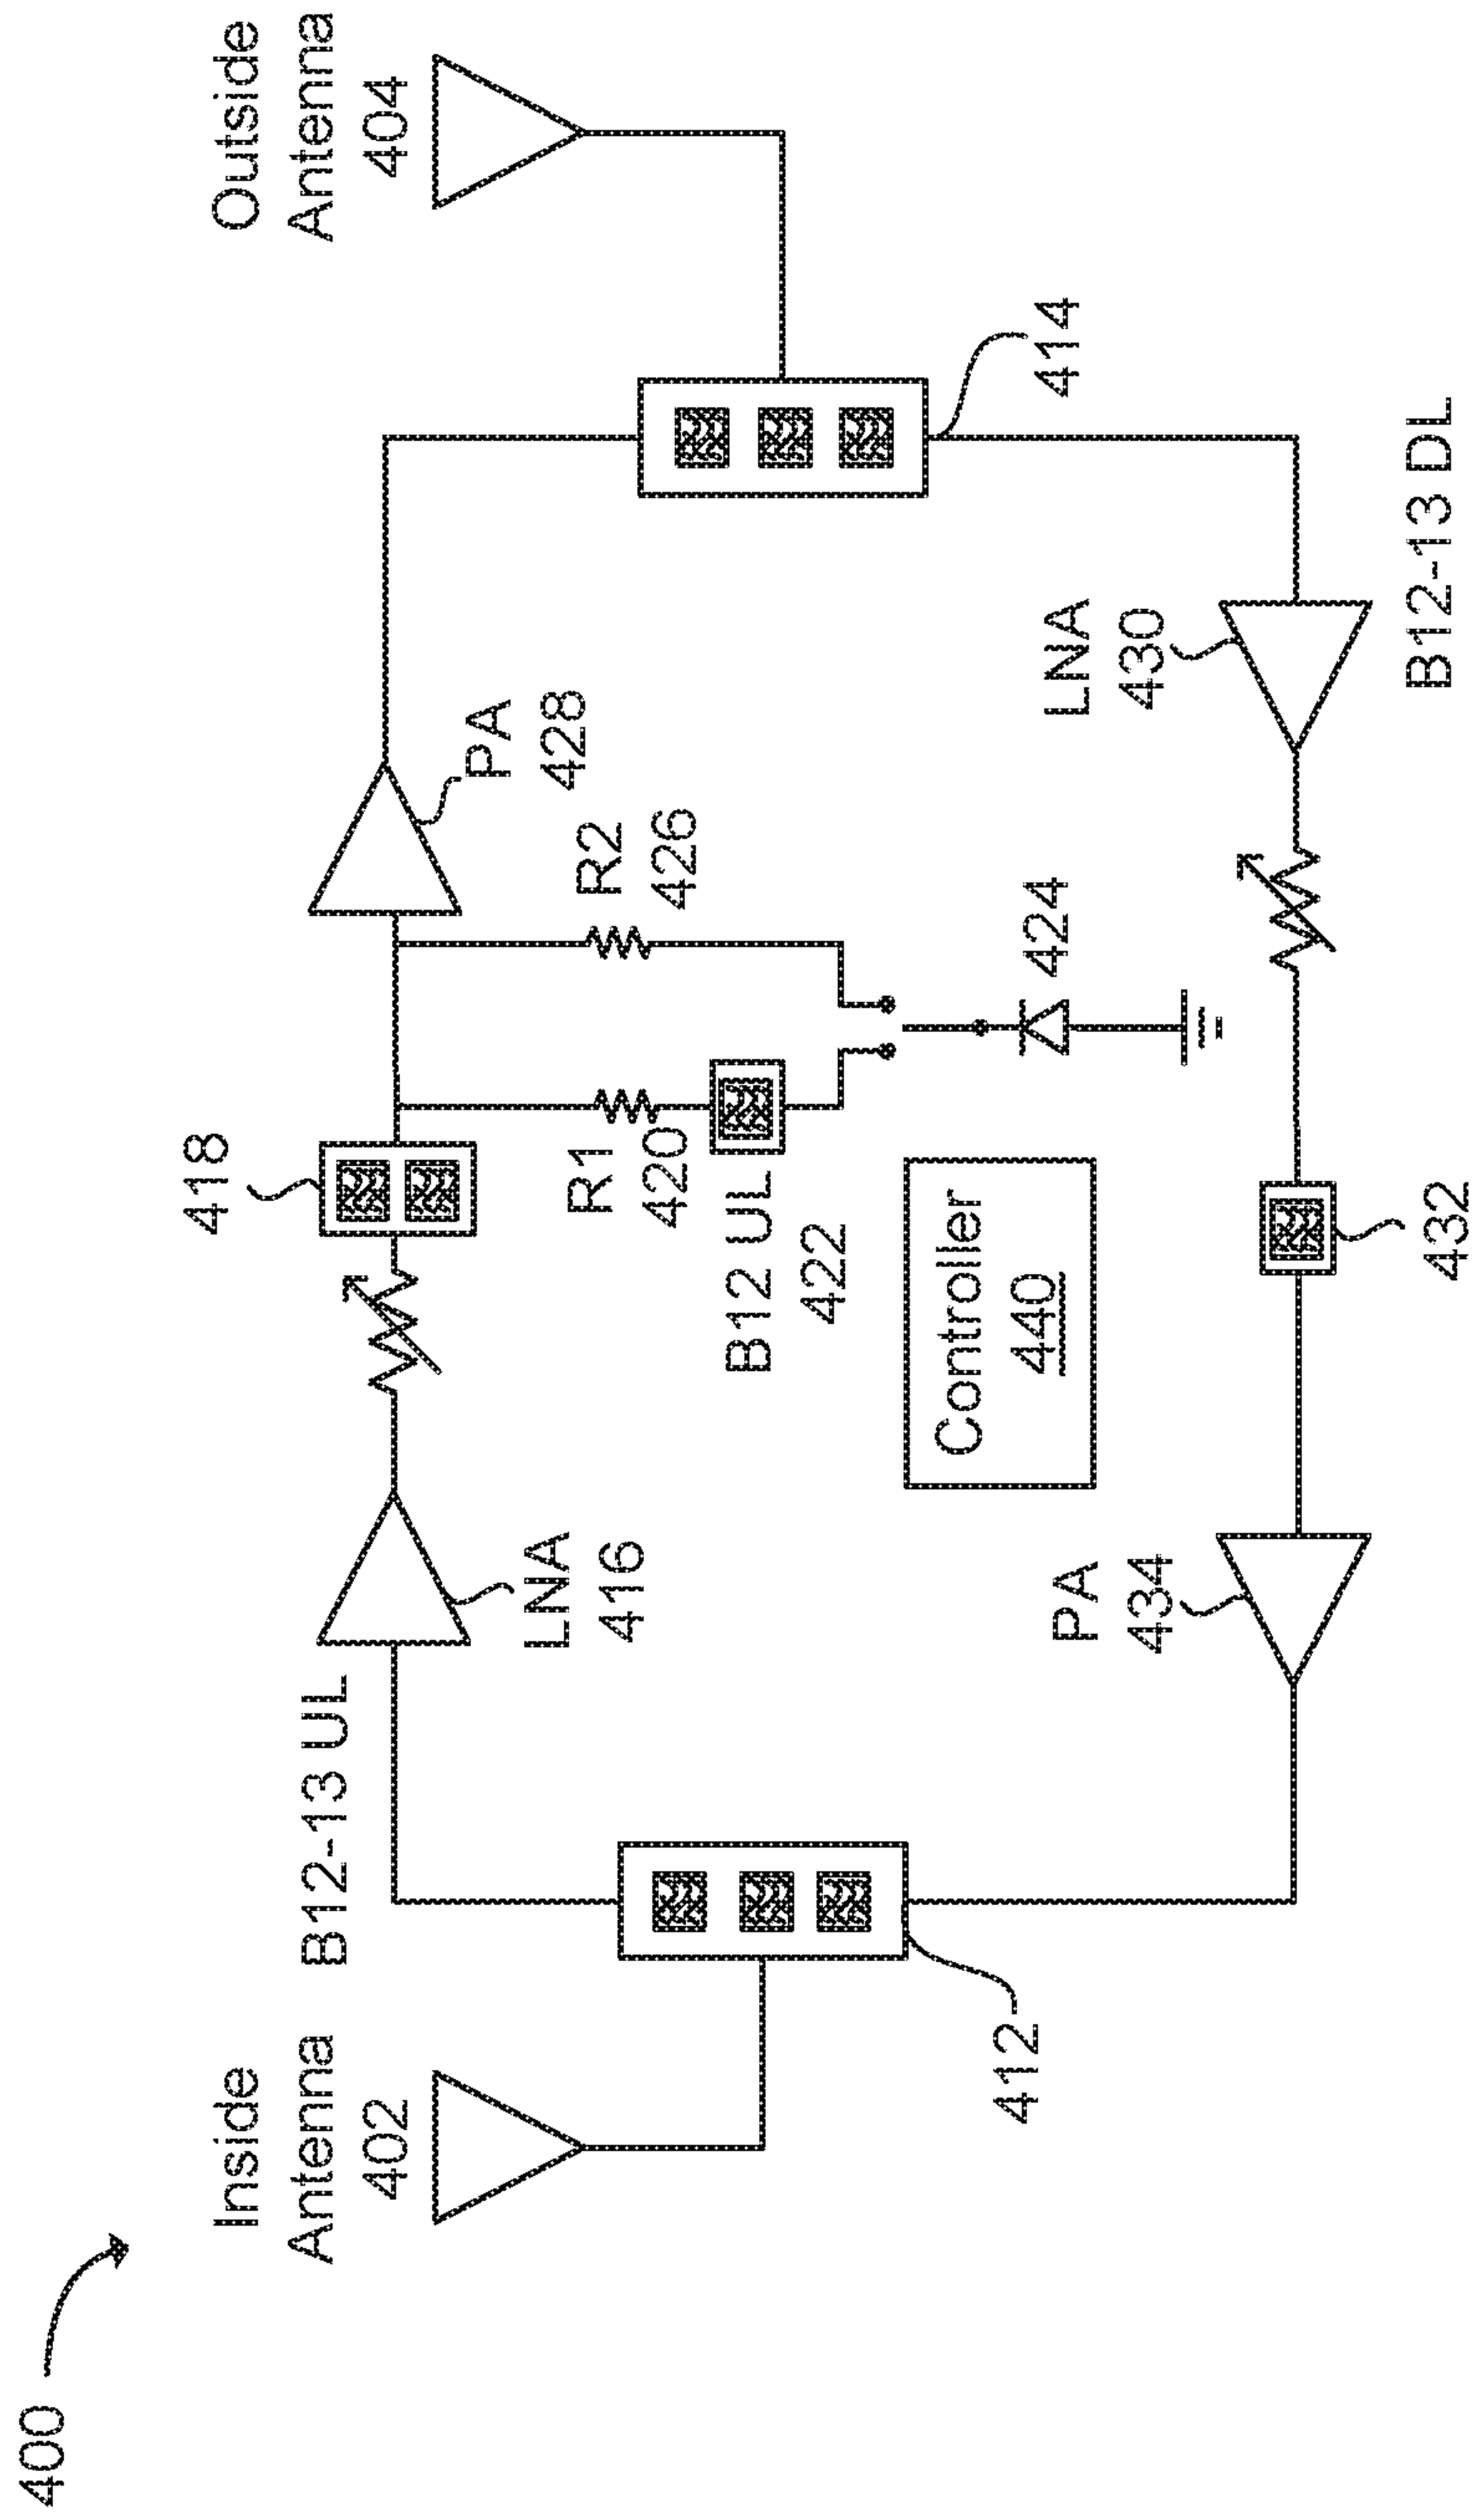 400
Inside
Antenna
402
Outside
Antenna
404
B12-13 UL
LNA
416
418
R1
420
B12 UL
422
R2
426
PA
428
424
412
414
Controller
440
PA
434
432
LNA
430
B12-13 DL